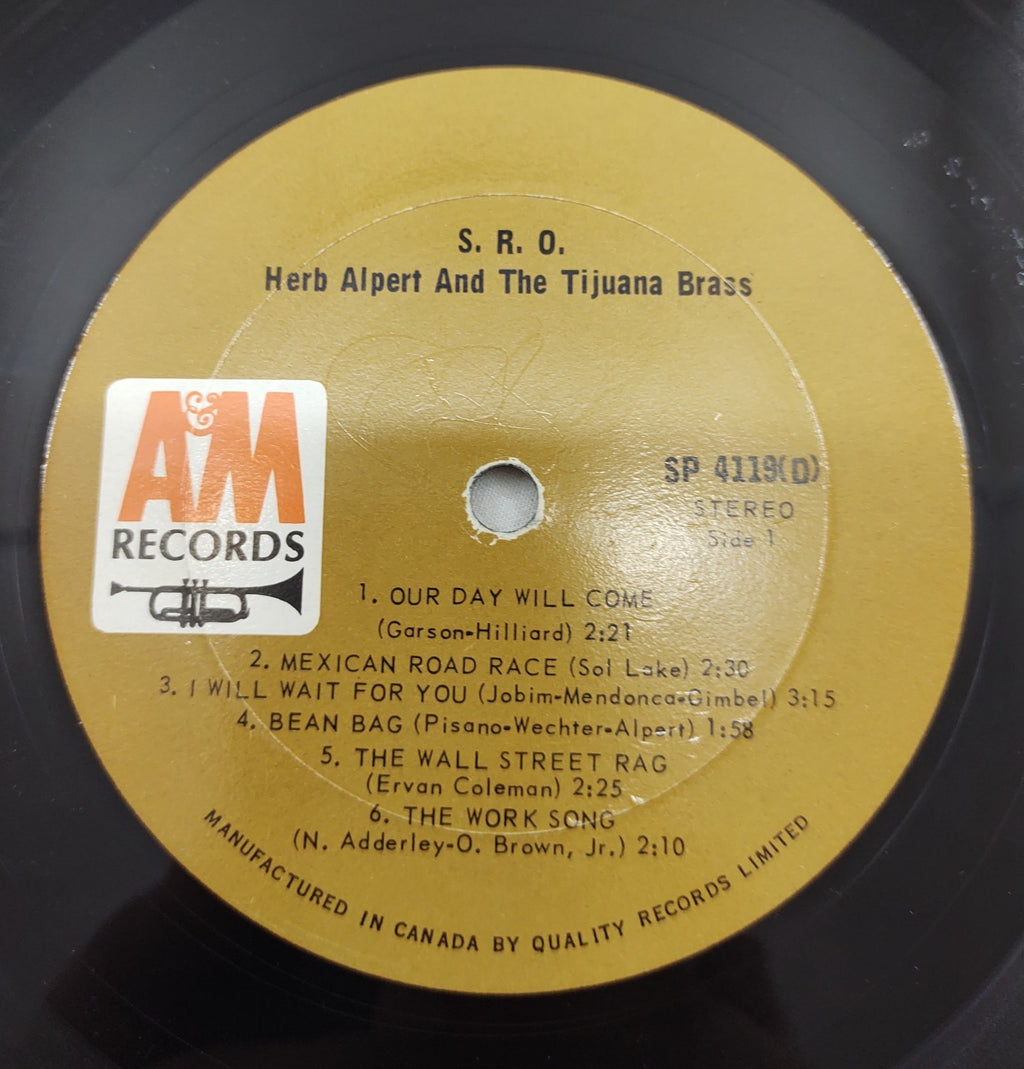 S. R. O.
Herb Alpert And The Tijuana Brass
A&M
RECORDS
SP 4119(D)
STEREO
Side 1
1. OUR DAY WILL COME
(Garson-Hilliard) 2:21
2. MEXICAN ROAD RACE (Sol Lake) 2:30
3. I WILL WAIT FOR YOU (Jobim-Mendonca-Gimbel) 3:15
4. BEAN BAG (Pisano-Wechter-Alpert) 1:58
5. THE WALL STREET RAG
(Ervan Coleman) 2:25
6. THE WORK SONG
(N. Adderley-O. Brown, Jr.) 2:10
MANUFACTURED IN CANADA BY QUALITY RECORDS LIMITED